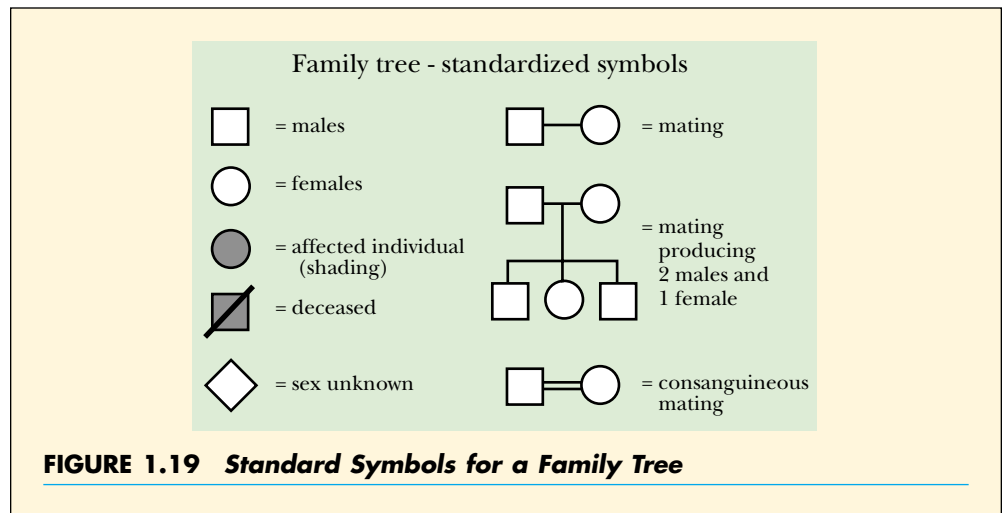 Family tree - standardized symbols
= males
= females
= affected individual
(shading)
= deceased
= sex unknown
= mating
= mating
producing
2 males and
1 female
= consanguineous
mating
FIGURE 1.19 Standard Symbols for a Family Tree